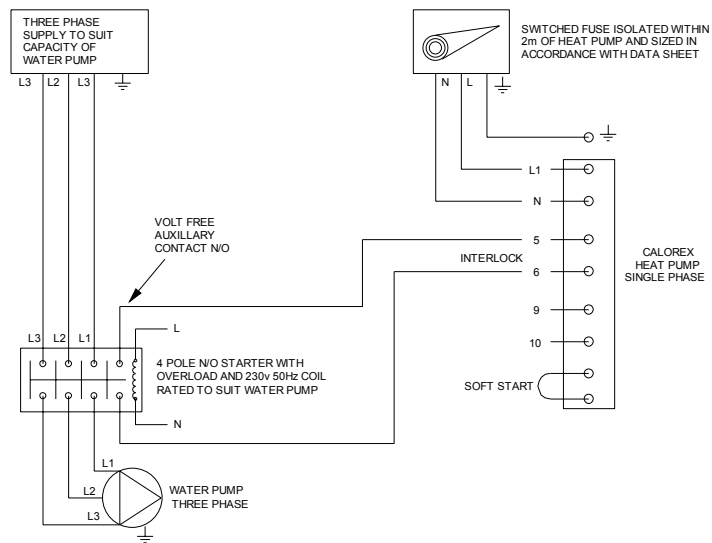 THREE PHASE
SUPPLY TO SUIT
CAPACITY OF
WATER PUMP
L3 L2 L3
SWITCHED FUSE ISOLATED WITHIN
2m OF HEAT PUMP AND SIZED IN
ACCORDANCE WITH DATA SHEET
N L
L1
N
VOLT FREE
AUXILLARY
CONTACT N/O
5
INTERLOCK 6
CALOREX
HEAT PUMP
SINGLE PHASE
9
10
L3 L2 L1
L
4 POLE N/O STARTER WITH
OVERLOAD AND 230v 50Hz COIL
RATED TO SUIT WATER PUMP
SOFT START
N
L1
L2
L3
WATER PUMP
THREE PHASE